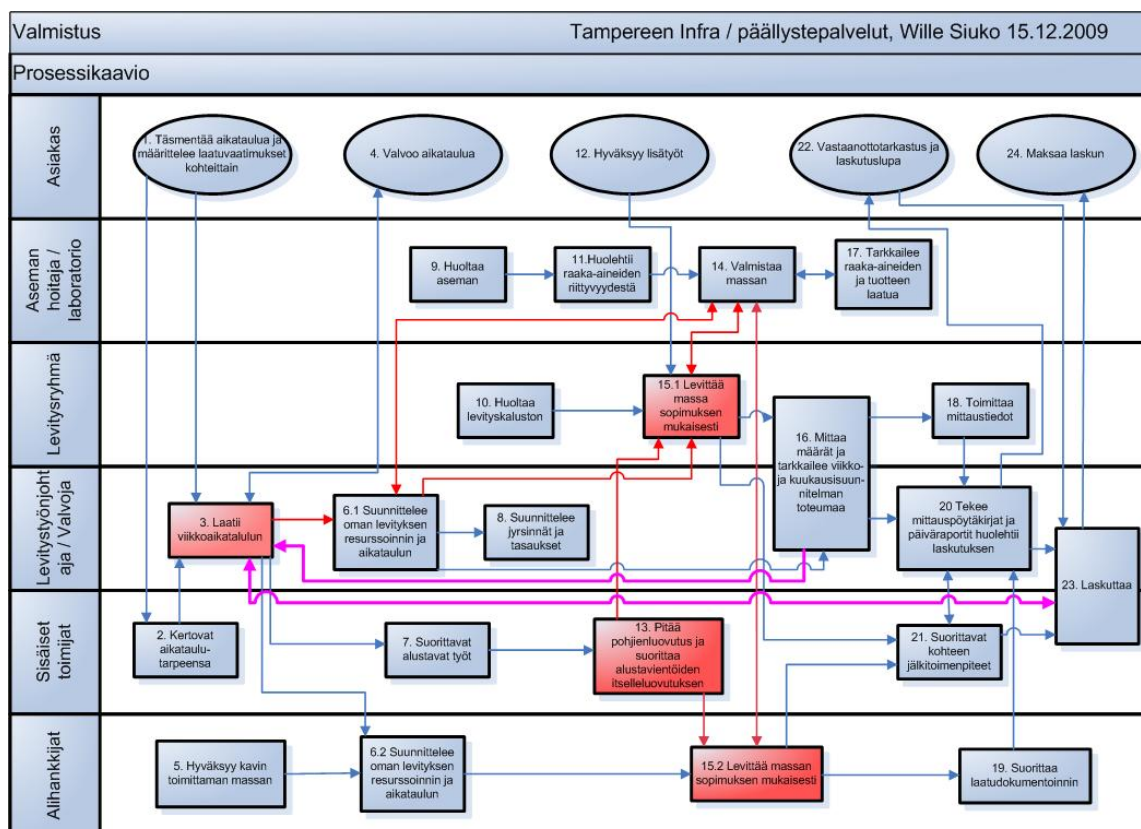 Valmistus
Tampereen Infra / päällystepalvelut, Wille Siuko 15.12.2009
Prosessikaavio
Asiakas
1. Täsmentää aikataulua ja
määrittelee laatuvaatimukset
kohteittain
4. Valvoo aikataulua
12. Hyväksyy lisätyöt
22. Vastaanottotarkastus ja
laskutuslupa
24. Maksaa laskun
Aseman
hoitaja /
laboratorio
9. Huoltaa
aseman
11.Huolehtii
raaka-aineiden
riittyvyydestä
14. Valmistaa
massan
17. Tarkkailee
raaka-aineiden
ja tuotteen
laatua
Levitysryhmä
10. Huoltaa
levityskaluston
15.1 Levittää
massa
sopimuksen
mukaisesti
16. Mittaa
määrät ja
tarkkailee viikko-
ja kuukausisuun-
nitelman
toteumaa
18. Toimittaa
mittaustiedot
Levitystyönjoht
aja / Valvoja
3. Laatii
viikkoaikatalulun
6.1 Suunnittelee
oman levityksen
resurssoinnin ja
aikataulun
8. Suunnittelee
jyrsinnät ja
tasaukset
20 Tekee
mittauspöytäkirjat ja
päiväraportit huolehtii
laskutuksen
23. Laskuttaa
Sisäiset
toimijat
2. Kertovat
aikataulu-
tarpeensa
7. Suorittavat
alustavat työt
13. Pitää
pohjienluovutus ja
suorittaa
alustavientöiden
itselleluovutuksen
21. Suorittavat
kohteen
jälkitoimenpiteet
Alihankkijat
5. Hyväksyy kavin
toimittaman massan
6.2 Suunnittelee
oman levityksen
resurssoinnin ja
aikataulun
15.2 Levittää massan
sopimuksen mukaisesti
19. Suorittaa
laatudokumentoinnin